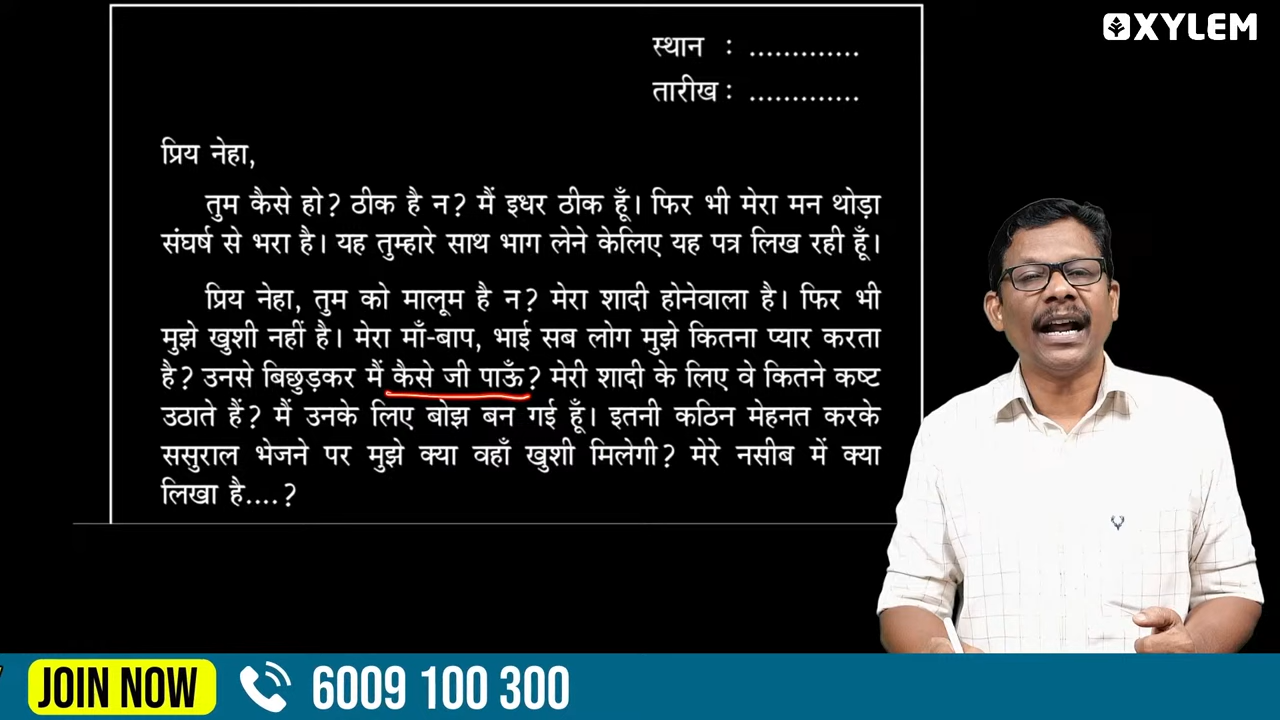 XYLEM
स्थान : .............
तारीख : .............
प्रिय नेहा,
तुम कैसे हो? ठीक है न? मैं इधर ठीक हूँ। फिर भी मेरा मन थोड़ा
संघर्ष से भरा है। यह तुम्हारे साथ भाग लेने केलिए यह पत्र लिख रही हूँ।
प्रिय नेहा, तुम को मालूम है न? मेरा शादी होनेवाला है। फिर भी
मुझे खुशी नहीं है। मेरा माँ-बाप, भाई सब लोग मुझे कितना प्यार करता
है? उनसे बिछुड़कर मैं कैसे जी पाऊँ? मेरी शादी के लिए वे कितने कष्ट
उठाते हैं? मैं उनके लिए बोझ बन गई हूँ। इतनी कठिन मेहनत करके
ससुराल भेजने पर मुझे क्या वहाँ खुशी मिलेगी? मेरे नसीब में क्या
लिखा है....?
JOIN NOW 6009 100 300